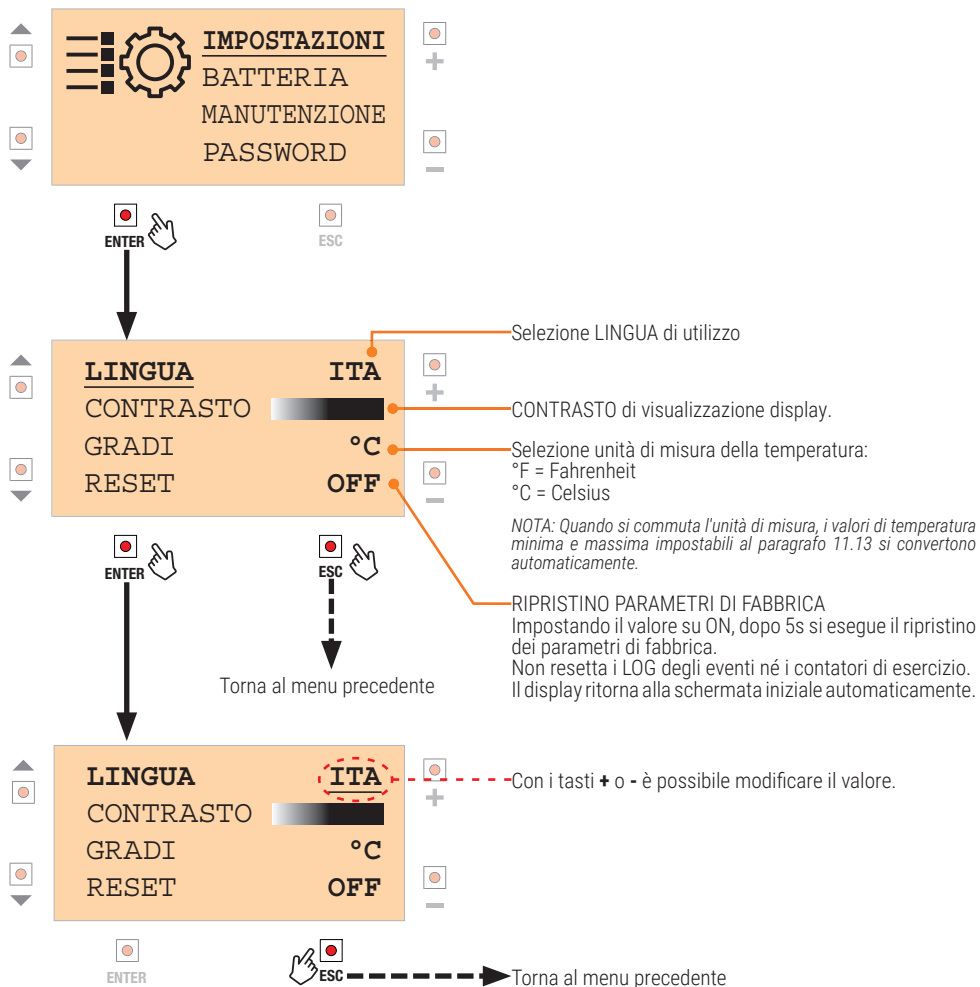 IMPOSTAZIONI
BATTERIA
MANUTENZIONE
PASSWORD
+
-
ENTER
ESC
LINGUA ITA
CONTRASTO
GRADI °C
RESET OFF
+
-
Selezione LINGUA di utilizzo
CONTRASTO di visualizzazione display.
Selezione unità di misura della temperatura:
°F = Fahrenheit
°C = Celsius
NOTA: Quando si commuta l'unità di misura, i valori di temperatura
minima e massima impostabili al paragrafo 11.13 si convertono
automaticamente.
RIPRISTINO PARAMETRI DI FABBRICA
Impostando il valore su ON, dopo 5s si esegue il ripristino
dei parametri di fabbrica.
Non resetta i LOG degli eventi né i contatori di esercizio.
Il display ritorna alla schermata iniziale automaticamente.
ENTER
ESC
Torna al menu precedente
LINGUA ITA
CONTRASTO
GRADI °C
RESET OFF
+
-
Con i tasti + o - è possibile modificare il valore.
ENTER
ESC
Torna al menu precedente